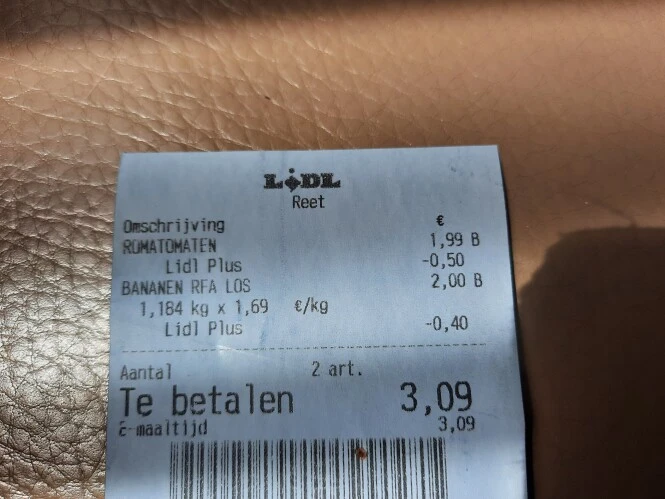 LIDL
Reet
Omschrijving €
ROMATOMATEN 1,99 B
Lidl Plus -0,50
BANANEN RFA LOS 2,00 B
1,184 kg x 1,69 €/kg
Lidl Plus -0,40
Aantal 2 art.
Te betalen 3,09
E-maaltijd 3,09